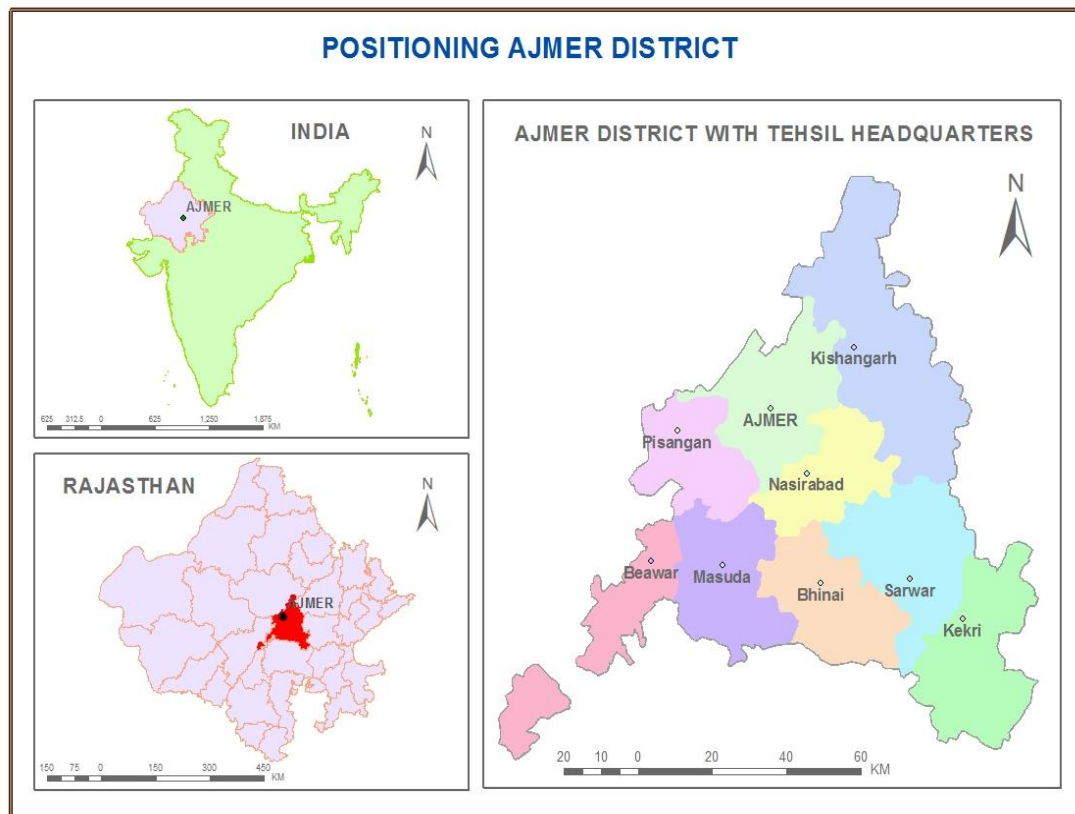 POSITIONING AJMER DISTRICT
INDIA
N
AJMER
625 312.5 0 625 1,250 1,875
KM
RAJASTHAN
N
AJMER
150 75 0 150 300 450
KM
AJMER DISTRICT WITH TEHSIL HEADQUARTERS
N
Kishangarh
AJMER
Pisangan
Nasirabad
Beawar
Masuda
Bhinai
Sarwar
Kekri
20 10 0 20 40 60
KM